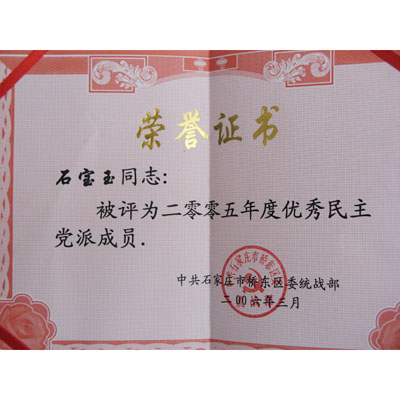 荣誉证书
石宝玉同志:
被评为二零零五年度优秀民主
党派成员.
中共石家庄市桥东区委统战部
二00六年三月